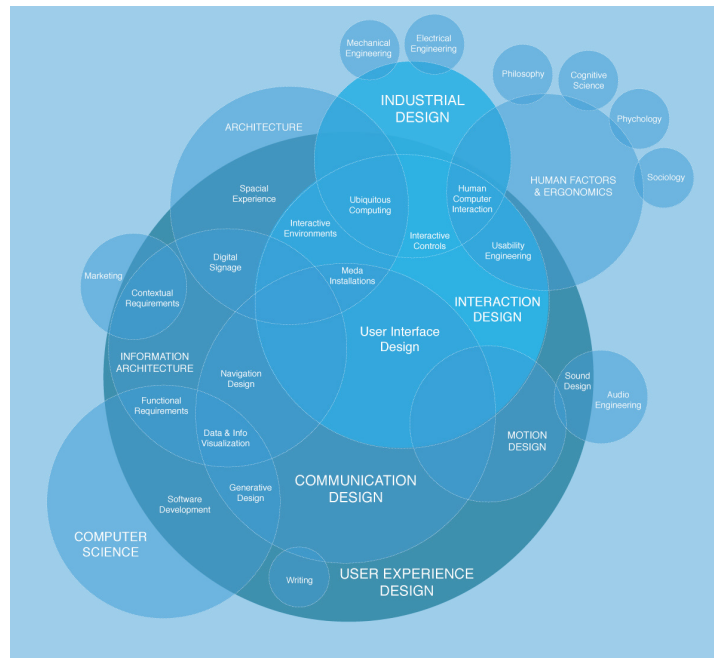 Mechanical
Engineering
Electrical
Engineering
Philosophy
Cognitive
Science
Phychology
Sociology
INDUSTRIAL
DESIGN
ARCHITECTURE
HUMAN FACTORS
& ERGONOMICS
Spacial
Experience
Ubiquitous
Computing
Human
Computer
Interaction
Interactive
Environments
Interactive
Controls
Usability
Engineering
Digital
Signage
Meda
Installations
Marketing
Contextual
Requirements
INTERACTION
DESIGN
User Interface
Design
INFORMATION
ARCHITECTURE
Navigation
Design
Sound
Design
Audio
Engineering
Functional
Requirements
Data & Info
Visualization
MOTION
DESIGN
COMMUNICATION
DESIGN
Generative
Design
Software
Development
COMPUTER
SCIENCE
Writing
USER EXPERIENCE
DESIGN